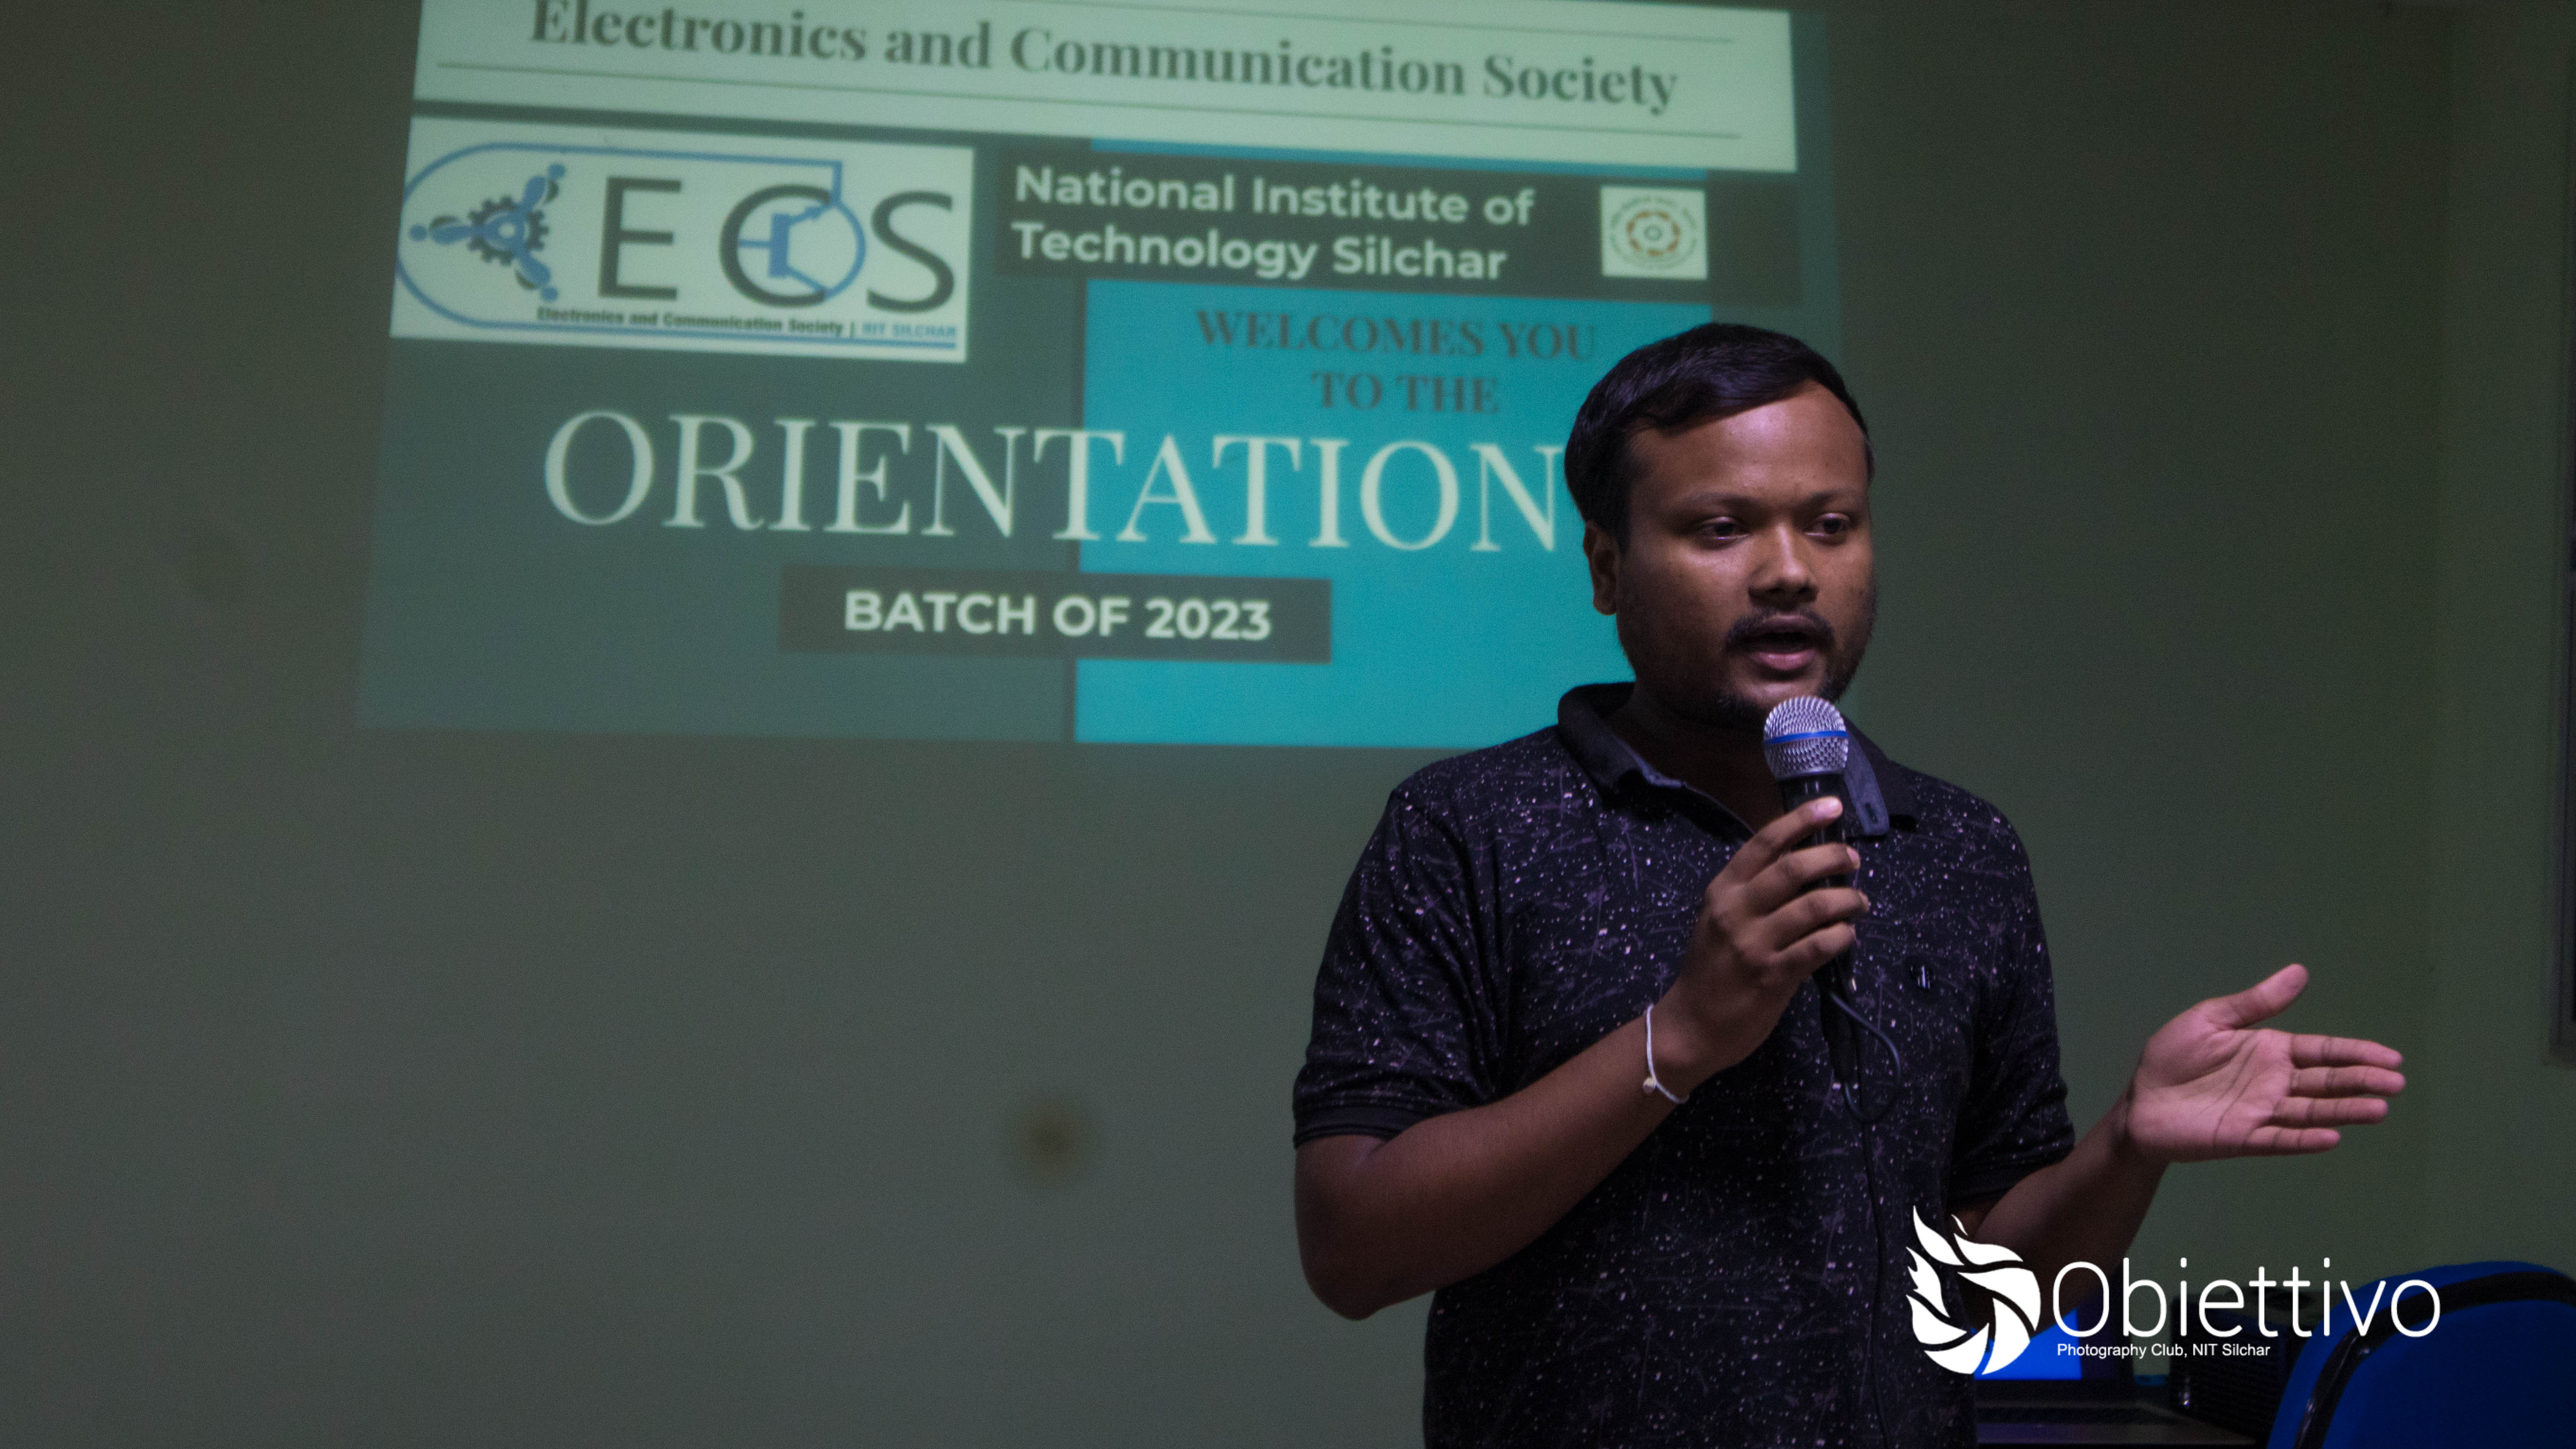 Electronics and Communication Society
ECS
Electronics and Communication Society | NIT SILCHAR
National Institute of
Technology Silchar
WELCOMES YOU
TO THE
ORIENTATION
BATCH OF 2023
Obiettivo
Photography Club, NIT Silchar